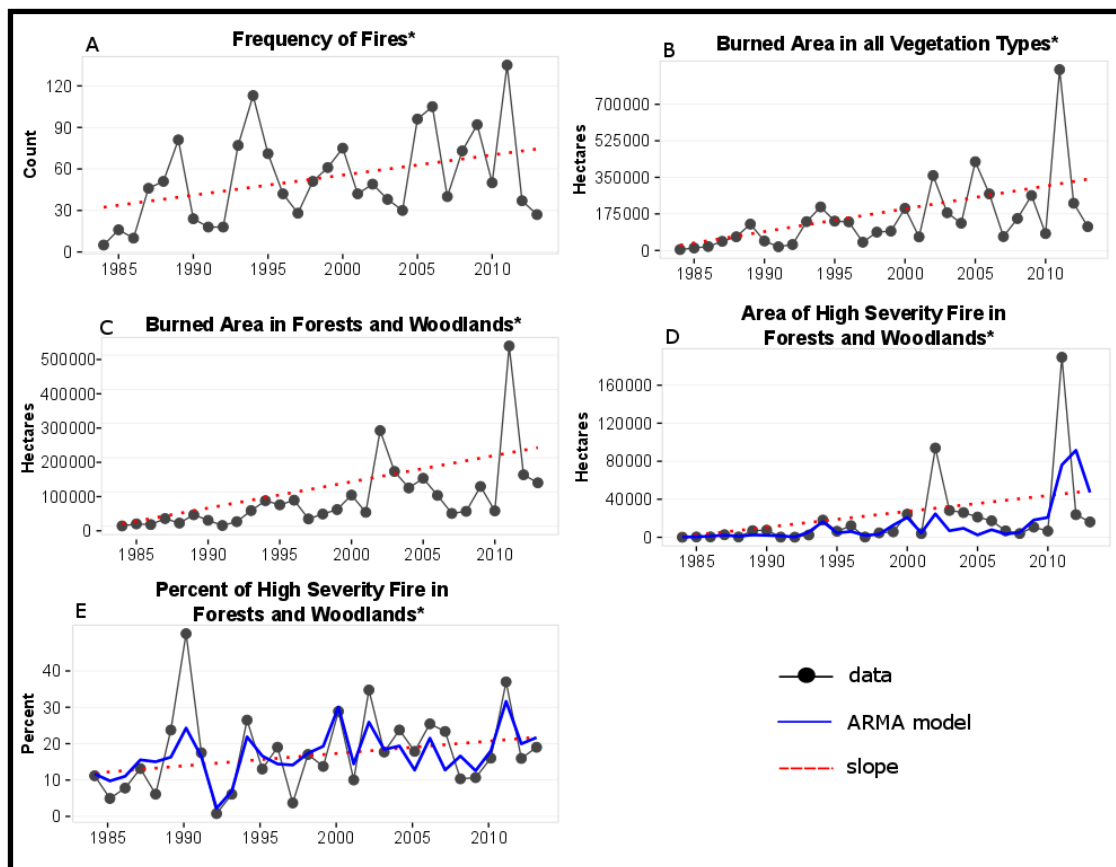 A
Frequency of Fires*
Count
120
90
60
30
0
1985 1990 1995 2000 2005 2010
B
Burned Area in all Vegetation Types*
Hectares
700000
525000
350000
175000
0
1985 1990 1995 2000 2005 2010
C
Burned Area in Forests and Woodlands*
Hectares
500000
400000
300000
200000
100000
0
1985 1990 1995 2000 2005 2010
D
Area of High Severity Fire in
Forests and Woodlands*
Hectares
160000
120000
80000
40000
0
1985 1990 1995 2000 2005 2010
E
Percent of High Severity Fire in
Forests and Woodlands*
Percent
40
30
20
10
0
1985 1990 1995 2000 2005 2010
data
ARMA model
slope